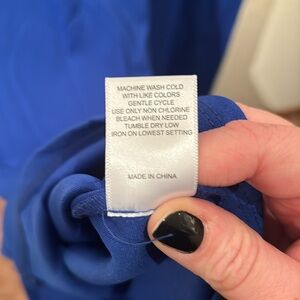 MACHINE WASH COLD
WITH LIKE COLORS
GENTLE CYCLE
USE ONLY NON CHLORINE
BLEACH WHEN NEEDED
TUMBLE DRY LOW
IRON ON LOWEST SETTING
MADE IN CHINA